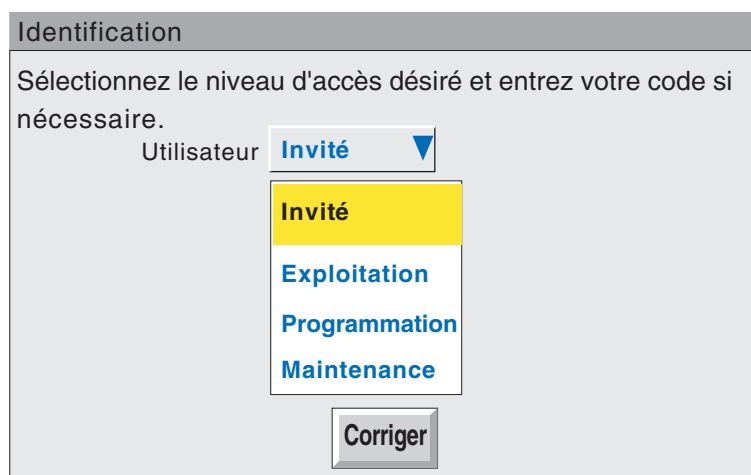 Identification
Sélectionnez le niveau d'accès désiré et entrez votre code si
nécessaire.
Utilisateur Invité
Invité
Exploitation
Programmation
Maintenance
Corriger